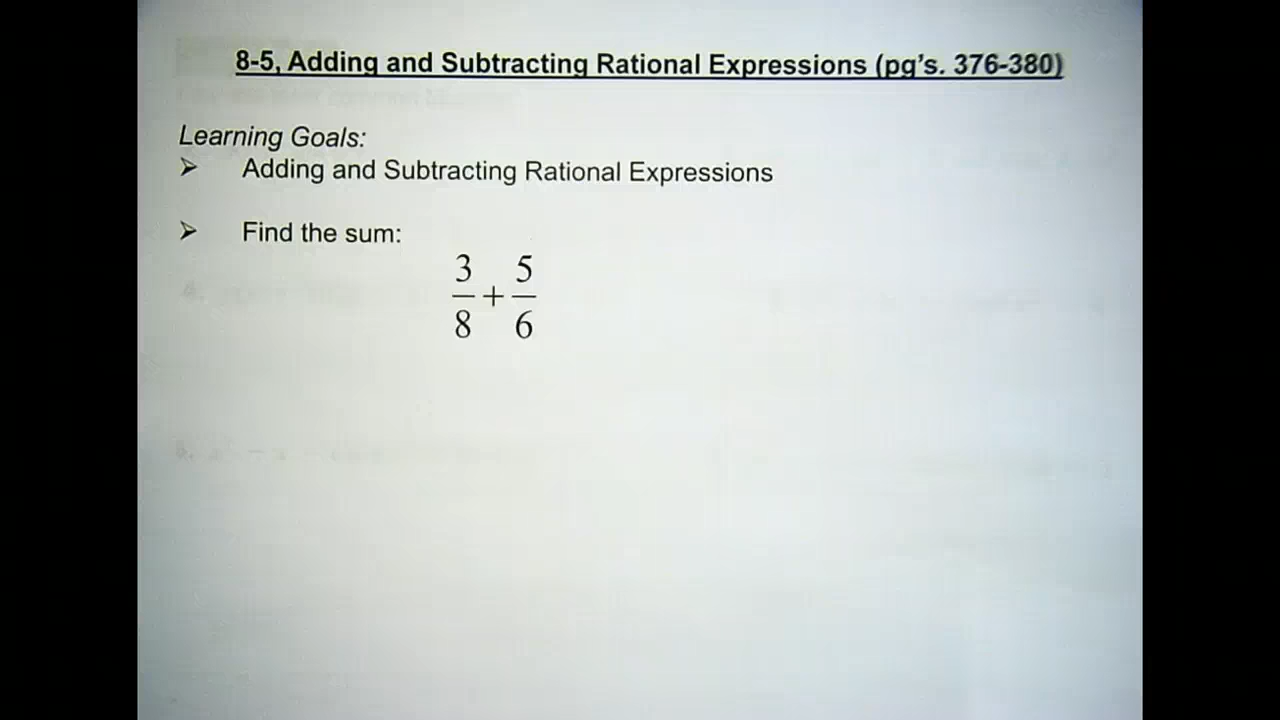 8-5, Adding and Subtracting Rational Expressions (pg's. 376-380)
Learning Goals:
➢ Adding and Subtracting Rational Expressions
➢ Find the sum:
3/8 + 5/6